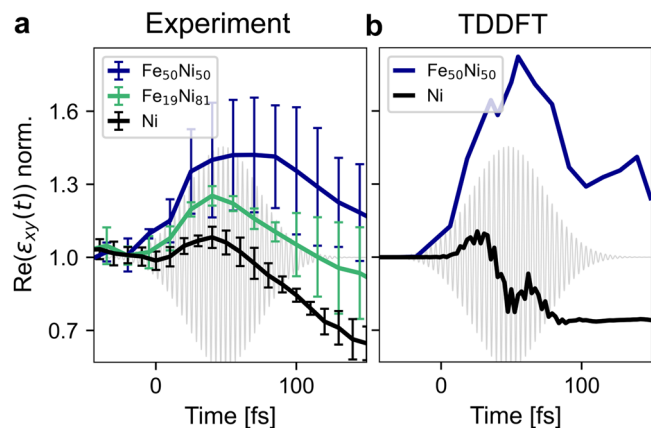 a Experiment
Fe₅₀Ni₅₀
Fe₁₉Ni₈₁
Ni
1.6
1.3
1.0
0.7
Re(ε_xy(t)) norm.
0 100
Time [fs]
b TDDFT
Fe₅₀Ni₅₀
Ni
0 100
Time [fs]